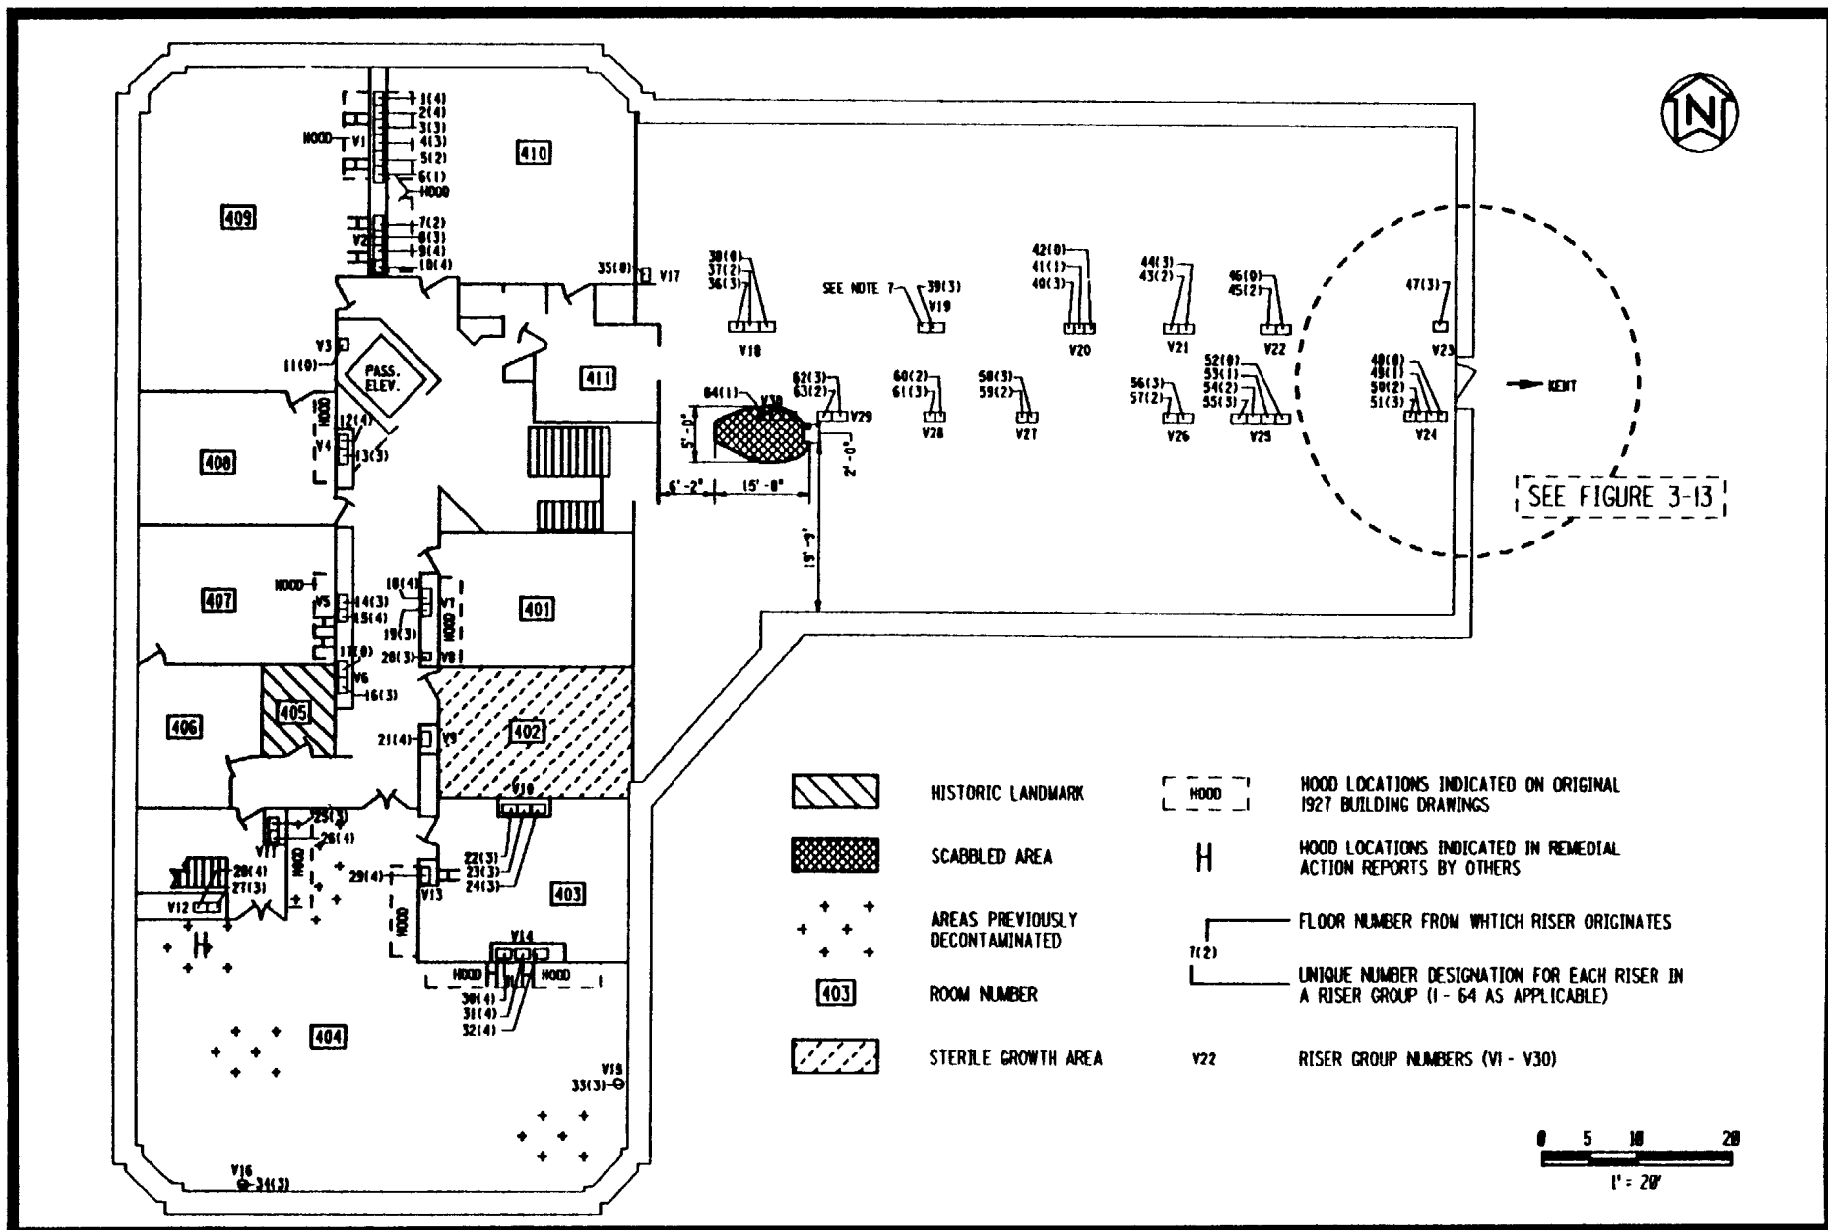 N
1(4)
2(4)
3(3)
HOOD
V1
4(3)
5(2)
6(1)
HOOD
410
409
7(2)
V2
8(3)
9(4)
10(4)
35(0)
V17
38(0)
37(2)
36(3)
V18
SEE NOTE 7
39(3)
V19
42(0)
41(1)
40(3)
V20
44(3)
43(2)
V21
46(0)
45(2)
V22
47(3)
V23
V3
11(0)
PASS.
ELEV.
411
HOOD
12(4)
V4
13(3)
408
64(1)
V30
5'-0"
6'-2"
15'-8"
2'-0"
19'-9"
62(3)
63(2)
V29
60(2)
61(3)
V28
58(3)
59(2)
V27
56(3)
57(2)
V26
52(0)
53(1)
54(2)
55(3)
V25
48(0)
49(1)
50(2)
51(3)
V24
KENT
SEE FIGURE 3-13
HOOD
407
V5
14(3)
15(4)
18(4)
V7
19(3)
HOOD
401
20(3)
V8
17(0)
V6
16(3)
405
406
21(4)
V9
402
V10
22(3)
23(3)
24(3)
25(3)
26(4)
V11
HOOD
28(4)
27(3)
V12
29(4)
V13
HOOD
403
V14
HOOD
HOOD
30(4)
31(4)
32(4)
404
V15
33(3)
V16
34(3)
HISTORIC LANDMARK
SCABBLED AREA
AREAS PREVIOUSLY
DECONTAMINATED
403
ROOM NUMBER
STERILE GROWTH AREA
HOOD
HOOD LOCATIONS INDICATED ON ORIGINAL
1927 BUILDING DRAWINGS
HOOD LOCATIONS INDICATED IN REMEDIAL
ACTION REPORTS BY OTHERS
FLOOR NUMBER FROM WHTICH RISER ORIGINATES
7(2)
UNIQUE NUMBER DESIGNATION FOR EACH RISER IN
A RISER GROUP (1 - 64 AS APPLICABLE)
V22
RISER GROUP NUMBERS (V1 - V30)
0 5 10 20
1" = 20'